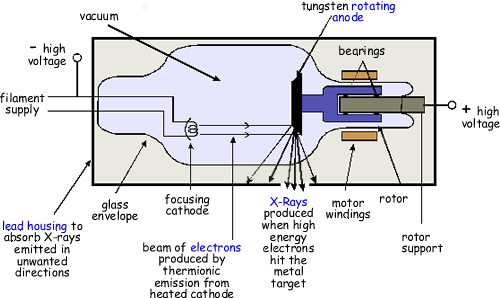 tungsten rotating
anode
vacuum
- high
voltage
bearings
filament
supply
+ high
voltage
glass
envelope
focusing
cathode
X-Rays
produced
when high
energy
electrons
hit the
metal
target
motor
windings
rotor
rotor
support
lead housing to
absorb X-rays
emitted in
unwanted
directions
beam of electrons
produced by
thermionic
emission from
heated cathode